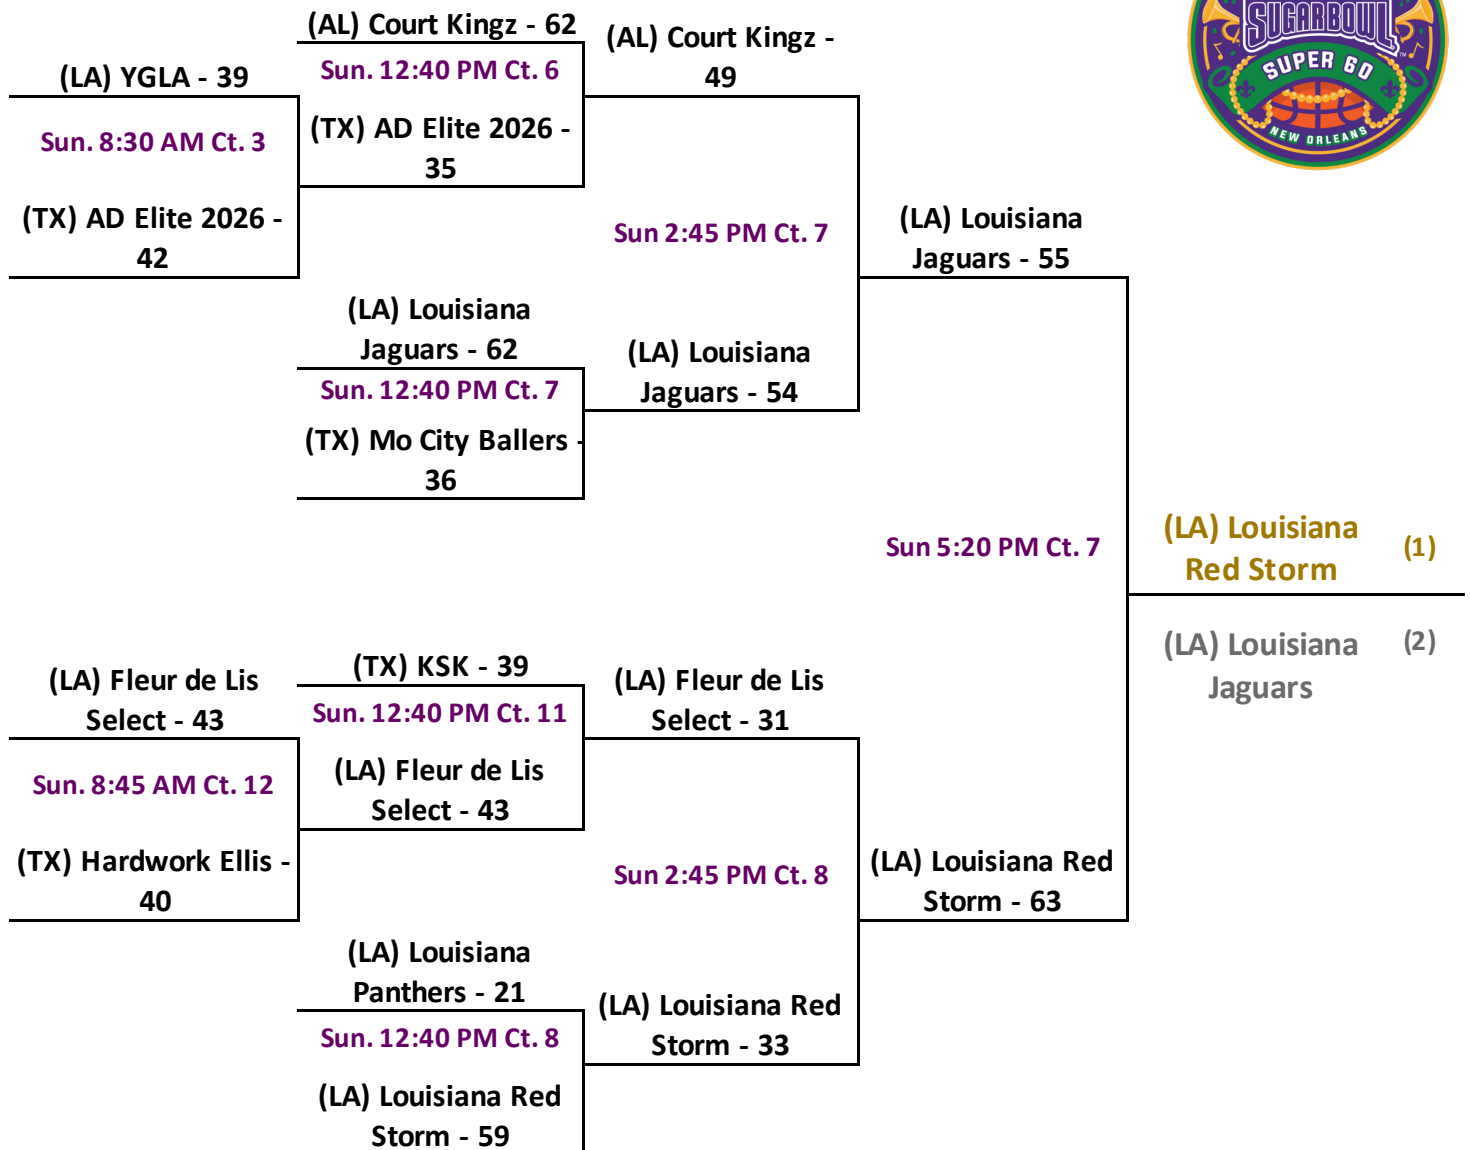 SUGARBOWL
™
SUPER 60
NEW ORLEANS
(LA) YGLA - 39
Sun. 8:30 AM Ct. 3
(TX) AD Elite 2026 -
42
(AL) Court Kingz - 62
Sun. 12:40 PM Ct. 6
(TX) AD Elite 2026 -
35
(LA) Louisiana
Jaguars - 62
Sun. 12:40 PM Ct. 7
(TX) Mo City Ballers -
36
(AL) Court Kingz -
49
Sun 2:45 PM Ct. 7
(LA) Louisiana
Jaguars - 54
(LA) Louisiana
Jaguars - 55
Sun 5:20 PM Ct. 7
(LA) Louisiana Red
Storm - 63
(LA) Louisiana
Red Storm
(1)
(LA) Louisiana
Jaguars
(2)
(LA) Fleur de Lis
Select - 43
Sun. 8:45 AM Ct. 12
(TX) Hardwork Ellis -
40
(TX) KSK - 39
Sun. 12:40 PM Ct. 11
(LA) Fleur de Lis
Select - 43
(LA) Louisiana
Panthers - 21
Sun. 12:40 PM Ct. 8
(LA) Louisiana Red
Storm - 59
(LA) Fleur de Lis
Select - 31
Sun 2:45 PM Ct. 8
(LA) Louisiana Red
Storm - 33